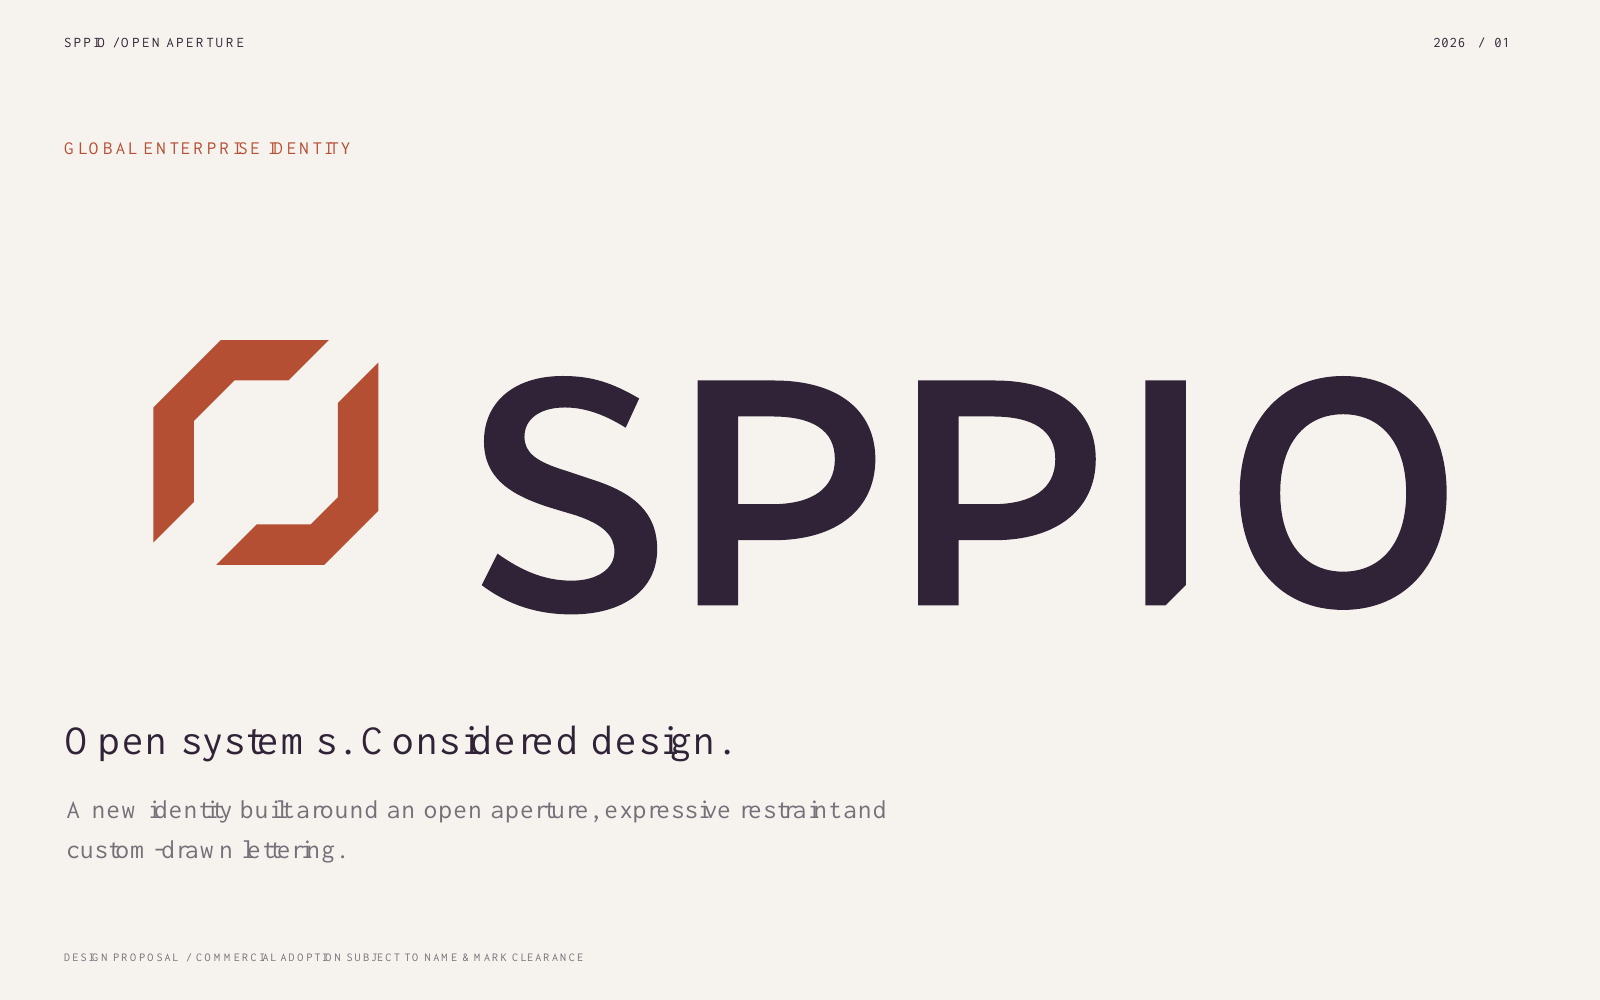 SPPIO / OPEN APERTURE
2026 / 01
GLOBAL ENTERPRISE IDENTITY
SPPIO
Open systems. Considered design.
A new identity built around an open aperture, expressive restraint and
custom-drawn lettering.
DESIGN PROPOSAL / COMMERCIAL ADOPTION SUBJECT TO NAME & MARK CLEARANCE